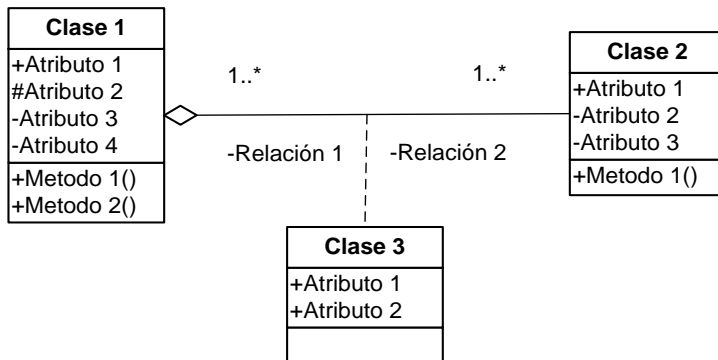 Clase 1
+Atributo 1
#Atributo 2
-Atributo 3
-Atributo 4
+Metodo 1()
+Metodo 2()
1..*
1..*
-Relación 1
-Relación 2
Clase 2
+Atributo 1
-Atributo 2
-Atributo 3
+Metodo 1()
Clase 3
+Atributo 1
+Atributo 2